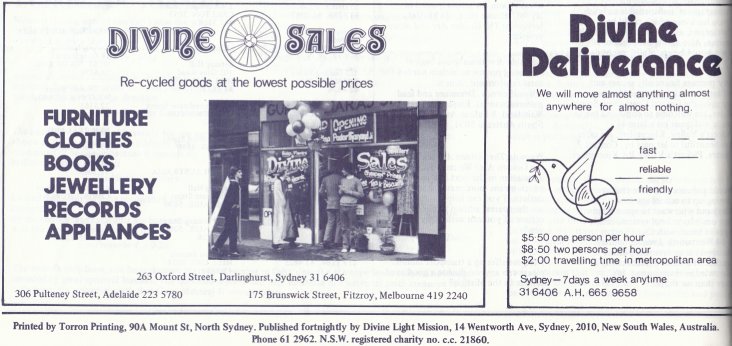 DIVINE SALES
Re-cycled goods at the lowest possible prices
FURNITURE
CLOTHES
BOOKS
JEWELLERY
RECORDS
APPLIANCES
OPENING
Divine Sales
263 Oxford Street, Darlinghurst, Sydney 31 6406
306 Pulteney Street, Adelaide 223 5780
175 Brunswick Street, Fitzroy, Melbourne 419 2240
Divine
Deliverance
We will move almost anything almost
anywhere for almost nothing.
fast
reliable
friendly
$5·50 one person per hour
$8·50 two persons per hour
$2·00 travelling time in metropolitan area
Sydney—7days a week anytime
316406 A.H. 665 9658
Printed by Torron Printing, 90A Mount St, North Sydney. Published fortnightly by Divine Light Mission, 14 Wentworth Ave, Sydney, 2010, New South Wales, Australia.
Phone 61 2962. N.S.W. registered charity no. c.c. 21860.